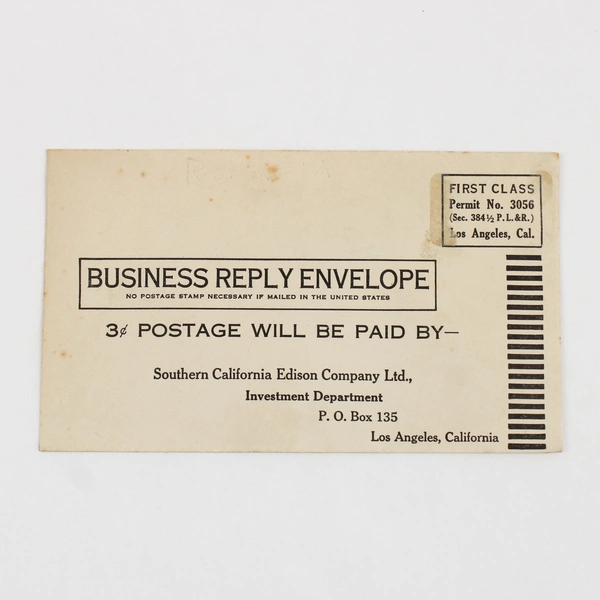 FIRST CLASS
Permit No. 3056
(Sec. 384½ P.L.&R.)
Los Angeles, Cal.
BUSINESS REPLY ENVELOPE
NO POSTAGE STAMP NECESSARY IF MAILED IN THE UNITED STATES
3¢ POSTAGE WILL BE PAID BY—
Southern California Edison Company Ltd.,
Investment Department
P. O. Box 135
Los Angeles, California